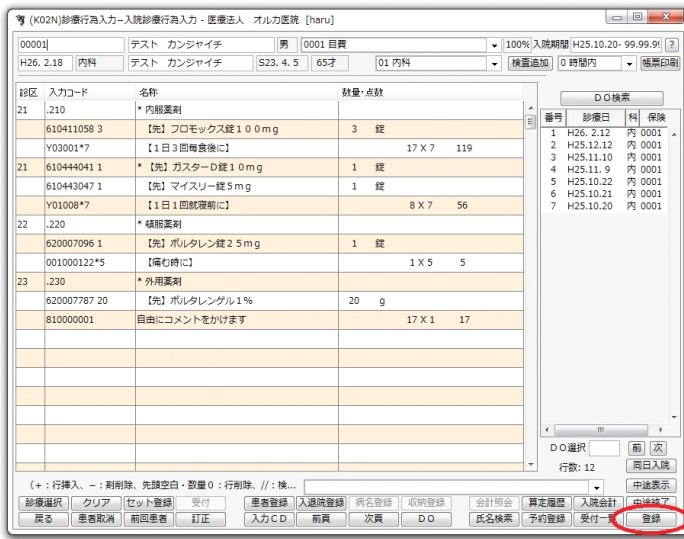 (K02N)診療行為入力−入院診療行為入力 - 医療法人 オルカ医院 [haru]
00001 テスト カンジャイチ 男 0001 自費 100% 入院期間 H25.10.20- 99.99.99 ?
H26. 2.18 内科 テスト カンジャイチ S23. 4. 5 65才 01 内科 検査追加 0 時間内 帳票印刷
診区 入力コード 名称 数量・点数
21 .210 * 内服薬剤
610411058 3 【先】フロモックス錠100mg 3 錠
Y03001*7 【1日3回毎食後に】 17 X 7 119
21 610444041 1 * 【先】ガスターD錠10mg 1 錠
610443047 1 【先】マイスリー錠5mg 1 錠
Y01008*7 【1日1回就寝前に】 8 X 7 56
22 .220 * 頓服薬剤
620007096 1 【先】ボルタレン錠25mg 1 錠
001000122*5 【痛む時に】 1 X 5 5
23 .230 * 外用薬剤
620007787 20 【先】ボルタレンゲル1% 20 g
810000001 自由にコメントをかけます 17 X 1 17
DO検索
番号 診療日 科 保険
1 H26. 2.12 内 0001
2 H25.12.12 内 0001
3 H25.11.10 内 0001
4 H25.11. 9 内 0001
5 H25.10.22 内 0001
6 H25.10.21 内 0001
7 H25.10.20 内 0001
DO選択 前 次
行数: 12 同日入院
(+:行挿入、−:剤削除、先頭空白・数量0:行削除、//:検... 中途表示
診療選択 クリア セット登録 受付 患者登録 入退院登録 病名登録 収納登録 会計照会 算定履歴 入院会計 中途終了
戻る 患者取消 前回患者 訂正 入力CD 前頁 次頁 DO 氏名検索 予約登録 受付一覧 登録